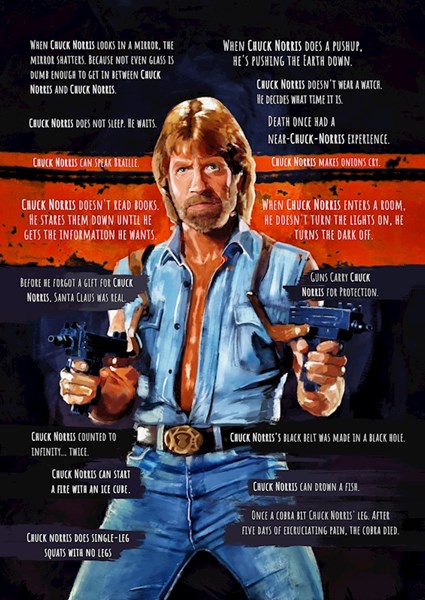 When Chuck Norris looks in a mirror, the
mirror shatters. Because not even glass is
dumb enough to get in between Chuck
Norris and Chuck Norris.
When Chuck Norris does a pushup,
he's pushing the Earth down.
Chuck Norris doesn't wear a watch.
He decides what time it is.
Chuck Norris does not sleep. He waits.
Death once had a
near-Chuck-Norris experience.
Chuck Norris can speak Braille.
Chuck Norris makes onions cry.
Chuck Norris doesn't read books.
He stares them down until he
gets the information he wants.
When Chuck Norris enters a room,
he doesn't turn the lights on, he
turns the dark off.
Before he forgot a gift for Chuck
Norris, Santa Claus was real.
Guns carry Chuck
Norris for protection.
Chuck Norris counted to
infinity... twice.
Chuck Norris's black belt was made in a black hole.
Chuck Norris can start
a fire with an ice cube.
Chuck Norris can drown a fish.
Once a cobra bit Chuck Norris' leg. After
five days of excruciating pain, the cobra died.
Chuck Norris does single-leg
squats with no legs